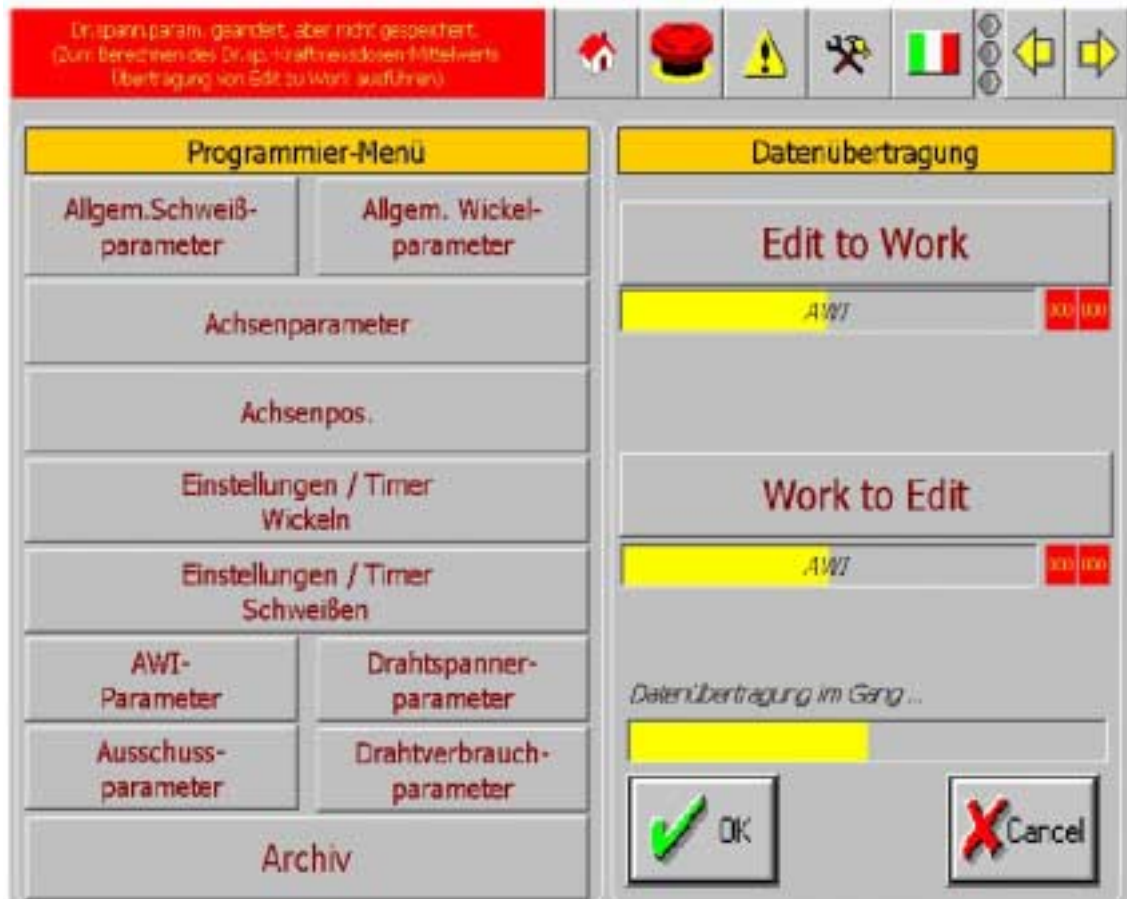 Dr.spann.param. geändert, aber nicht gespeichert.
(Zum Berechnen des Dr.sp.-Kraftmessdosen-Mittelwerts
Übertragung von Edit zu Work ausführen)
Programmier-Menü
Allgem.Schweiß-
parameter
Allgem. Wickel-
parameter
Achsenparameter
Achsenpos.
Einstellungen / Timer
Wickeln
Einstellungen / Timer
Schweißen
AWI-
Parameter
Drahtspanner-
parameter
Ausschuss-
parameter
Drahtverbrauch-
parameter
Archiv
Datenübertragung
Edit to Work
AWI
Work to Edit
AWI
Datenübertragung im Gang ...
OK
Cancel